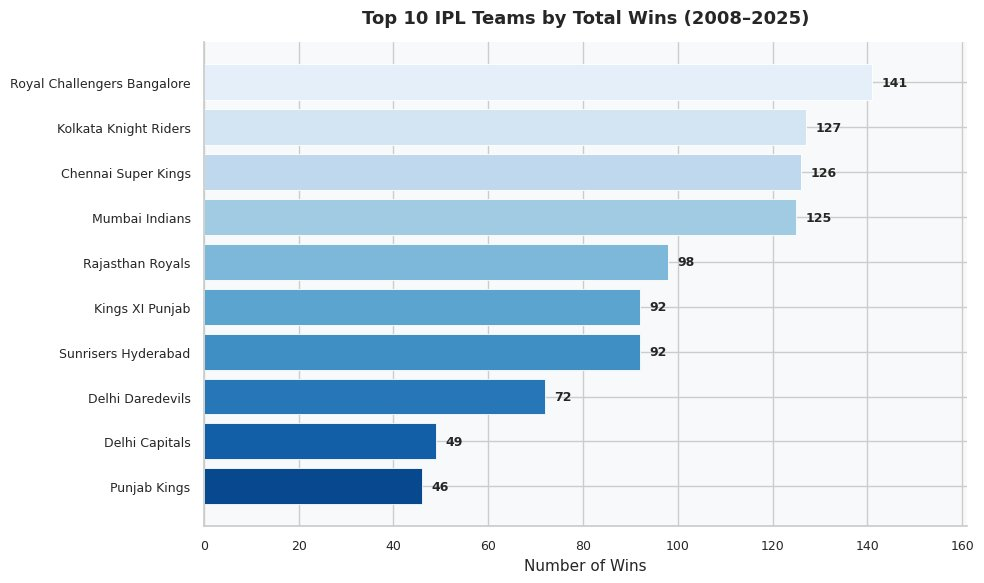 Top 10 IPL Teams by Total Wins (2008–2025)
Royal Challengers Bangalore 141
Kolkata Knight Riders 127
Chennai Super Kings 126
Mumbai Indians 125
Rajasthan Royals 98
Kings XI Punjab 92
Sunrisers Hyderabad 92
Delhi Daredevils 72
Delhi Capitals 49
Punjab Kings 46
0 20 40 60 80 100 120 140 160
Number of Wins